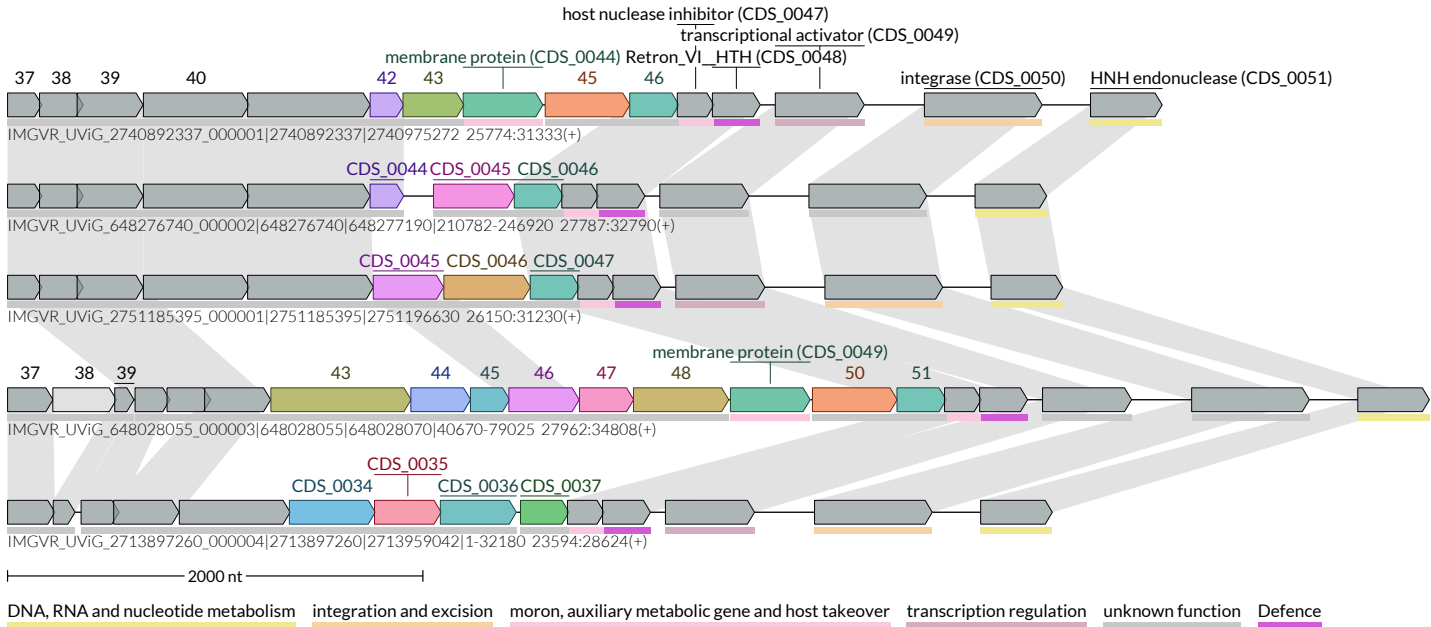 host nuclease inhibitor (CDS_0047)
transcriptional activator (CDS_0049)
membrane protein (CDS_0044) Retron_VI__HTH (CDS_0048)
37 38 39 40 42 43 45 46 integrase (CDS_0050) HNH endonuclease (CDS_0051)
IMGVR_UViG_2740892337_000001|2740892337|2740975272 25774:31333(+)
CDS_0044 CDS_0045 CDS_0046
IMGVR_UViG_648276740_000002|648276740|648277190|210782-246920 27787:32790(+)
CDS_0045 CDS_0046 CDS_0047
IMGVR_UViG_2751185395_000001|2751185395|2751196630 26150:31230(+)
membrane protein (CDS_0049)
37 38 39 43 44 45 46 47 48 50 51
IMGVR_UViG_648028055_000003|648028055|648028070|40670-79025 27962:34808(+)
CDS_0035
CDS_0034 CDS_0036 CDS_0037
IMGVR_UViG_2713897260_000004|2713897260|2713959042|1-32180 23594:28624(+)
2000 nt
DNA, RNA and nucleotide metabolism integration and excision moron, auxiliary metabolic gene and host takeover transcription regulation unknown function Defence